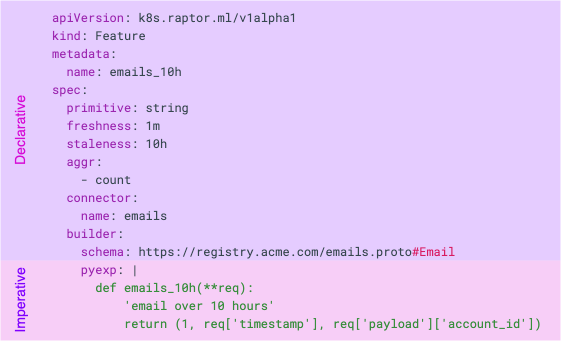 apiVersion: k8s.raptor.ml/v1alpha1
kind: Feature
metadata:
  name: emails_10h
spec:
  primitive: string
  freshness: 1m
  staleness: 10h
  aggr:
    - count
  connector:
    name: emails
  builder:
    schema: https://registry.acme.com/emails.proto#Email
    pyexp: |
      def emails_10h(**req):
          'email over 10 hours'
          return (1, req['timestamp'], req['payload']['account_id'])
Declarative
Imperative